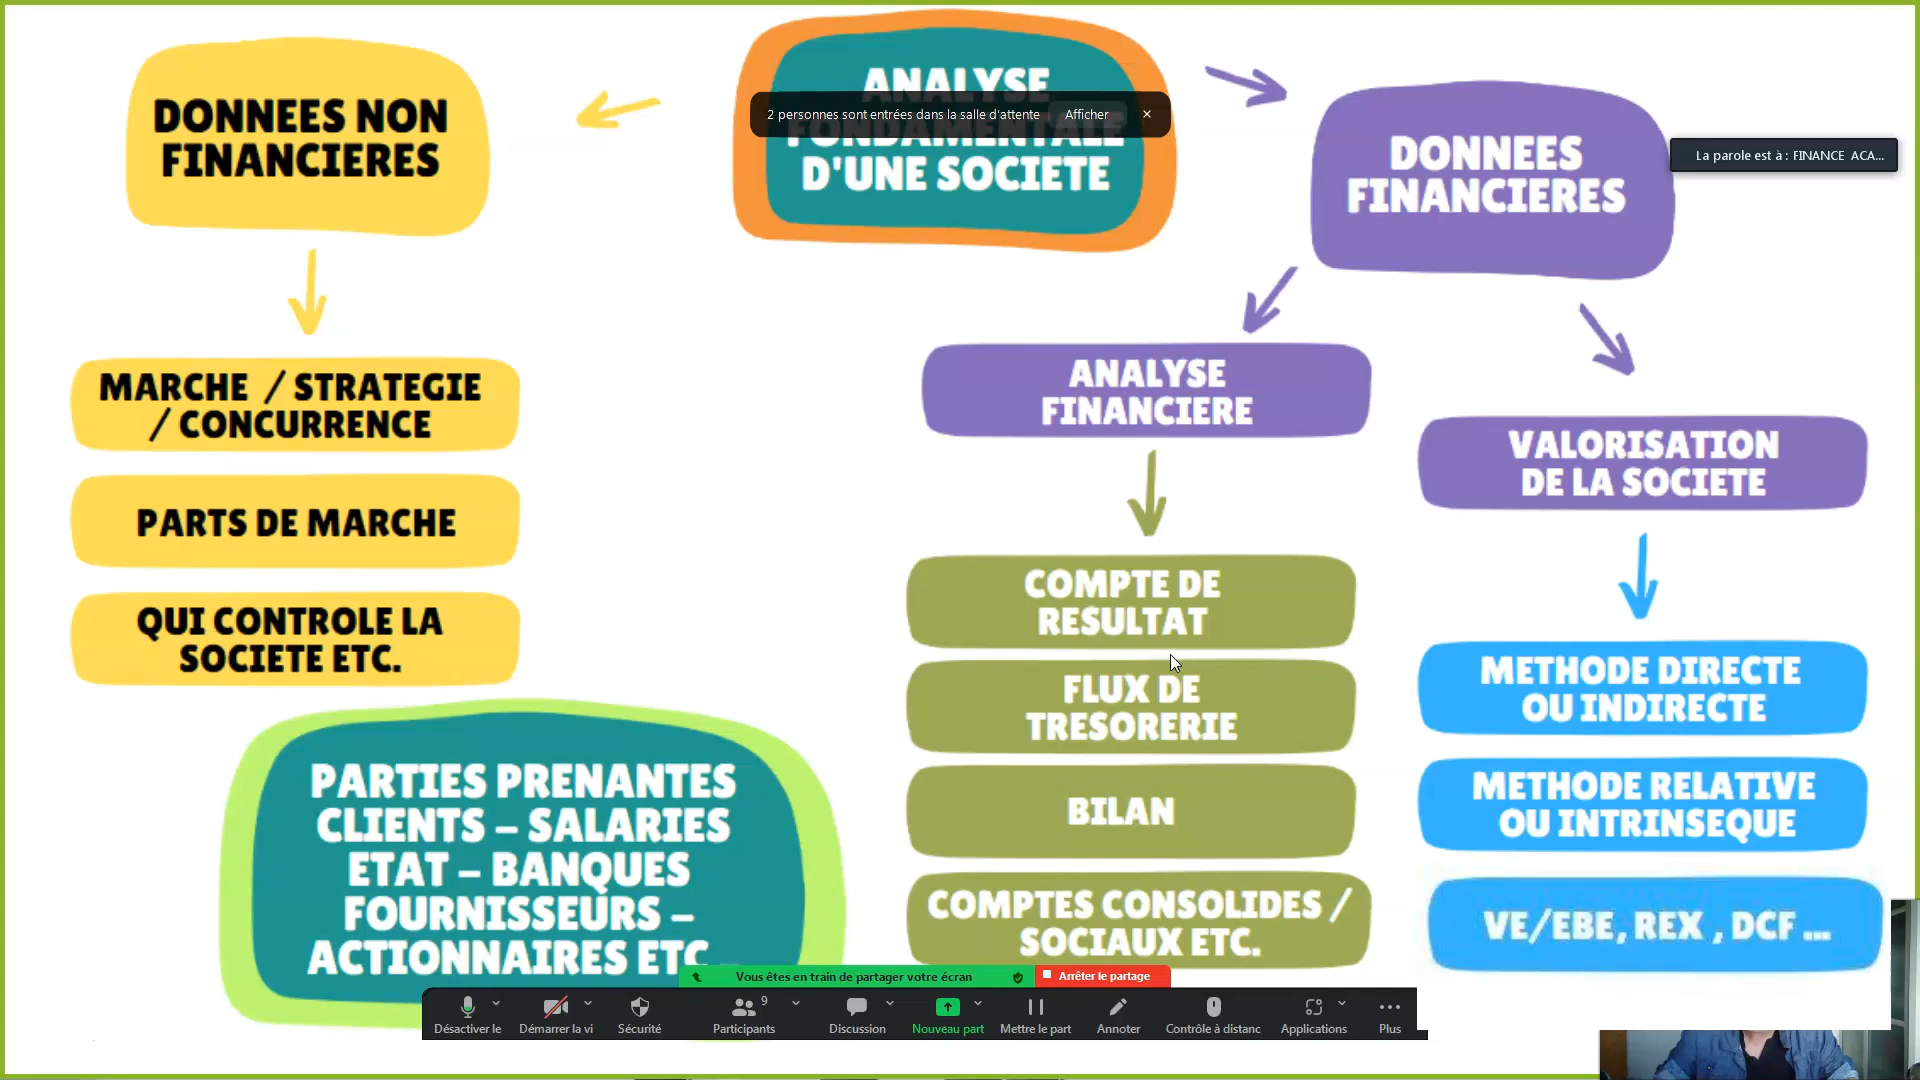 ANALYSE
FONDAMENTALE
D'UNE SOCIETE
2 personnes sont entrées dans la salle d'attente
Afficher
DONNEES NON
FINANCIERES
DONNEES
FINANCIERES
La parole est à : FINANCE ACA...
MARCHE / STRATEGIE
/ CONCURRENCE
PARTS DE MARCHE
QUI CONTROLE LA
SOCIETE ETC.
PARTIES PRENANTES
CLIENTS – SALARIES
ETAT – BANQUES
FOURNISSEURS –
ACTIONNAIRES ETC
ANALYSE
FINANCIERE
COMPTE DE
RESULTAT
FLUX DE
TRESORERIE
BILAN
COMPTES CONSOLIDES /
SOCIAUX ETC.
VALORISATION
DE LA SOCIETE
METHODE DIRECTE
OU INDIRECTE
METHODE RELATIVE
OU INTRINSEQUE
VE/EBE, REX , DCF ...
Vous êtes en train de partager votre écran
Arrêter le partage
Désactiver le
Démarrer la vi
Sécurité
Participants
9
Discussion
Nouveau part
Mettre le part
Annoter
Contrôle à distanc
Applications
Plus